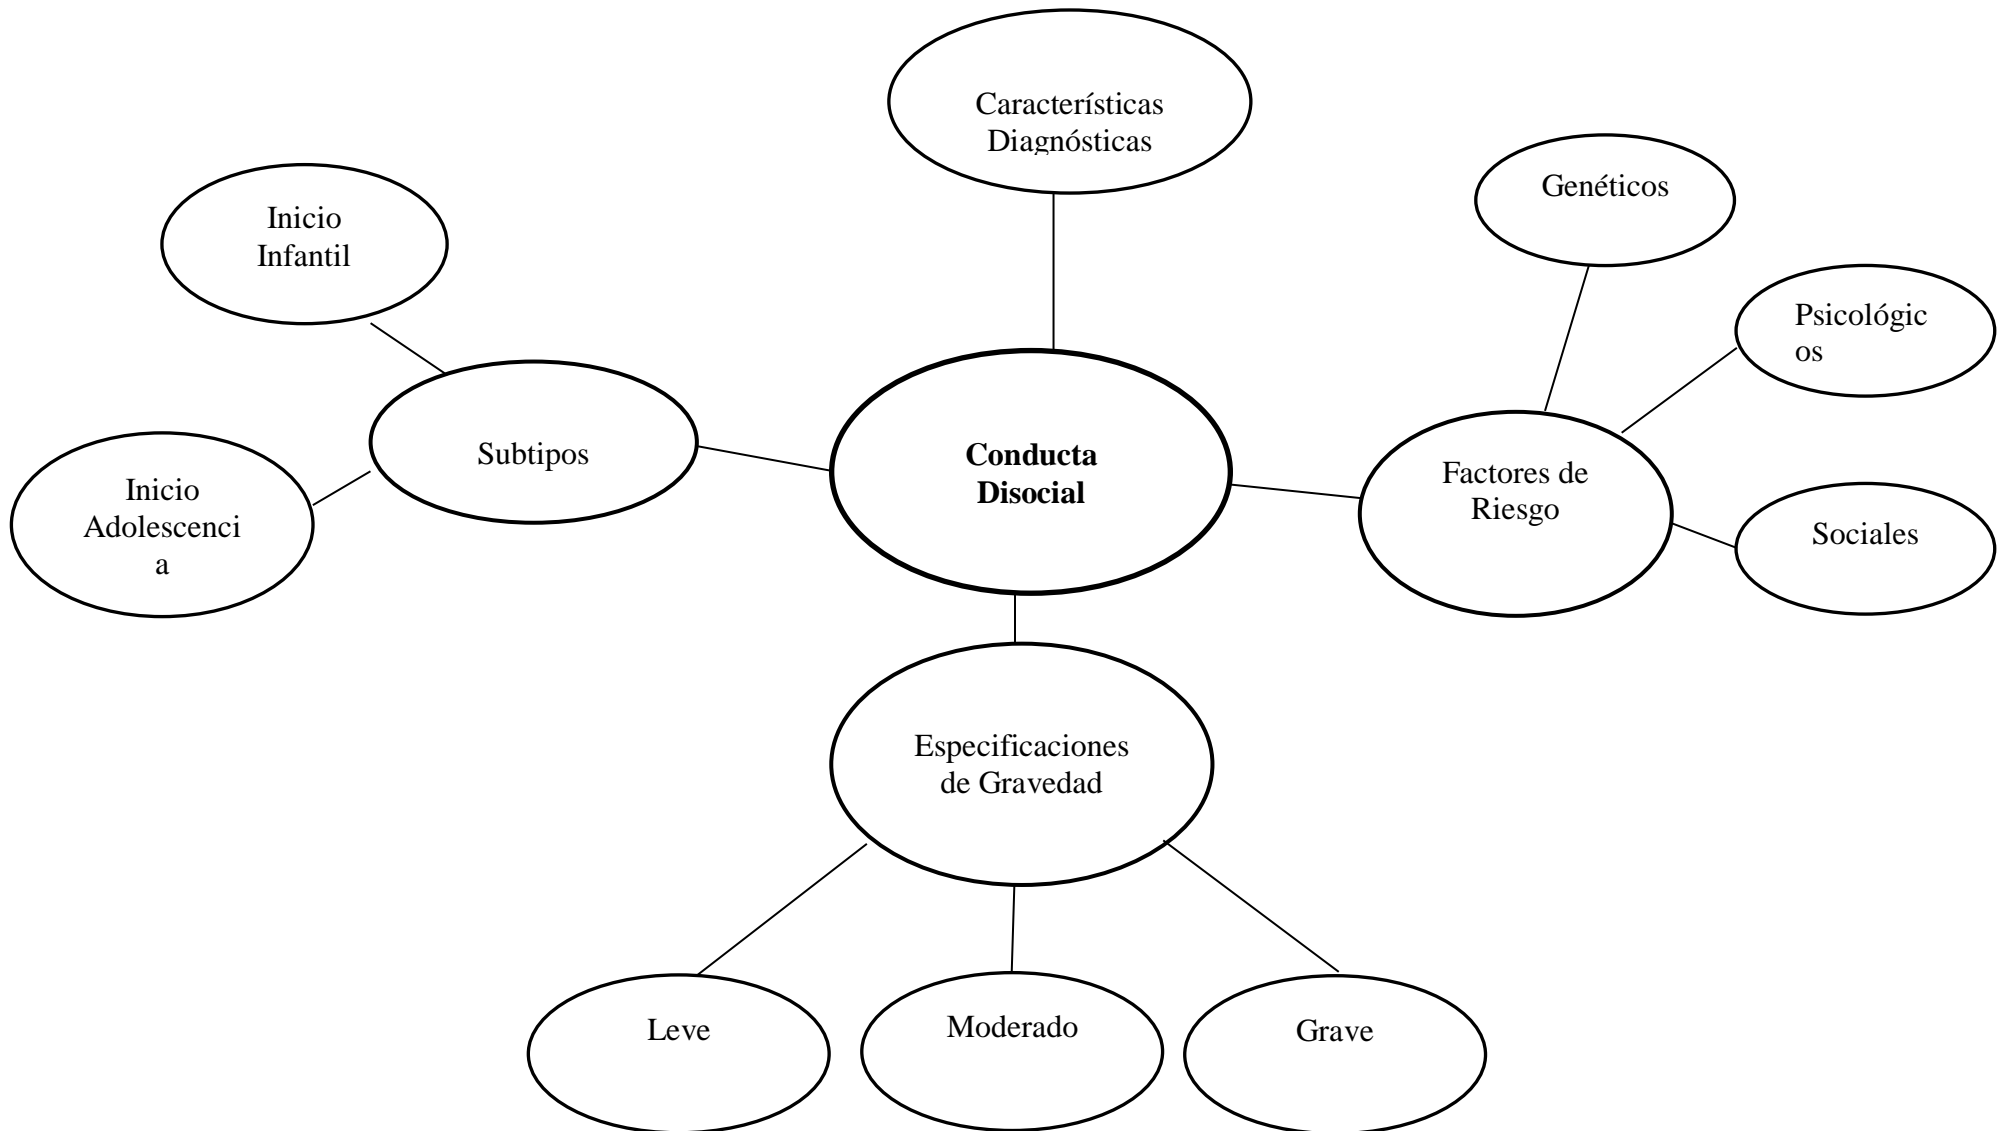 Características
Diagnósticas
Genéticos
Inicio
Infantil
Psicológic
os
Subtipos
Conducta
Disocial
Factores de
Riesgo
Inicio
Adolescenci
a
Sociales
Especificaciones
de Gravedad
Leve
Moderado
Grave